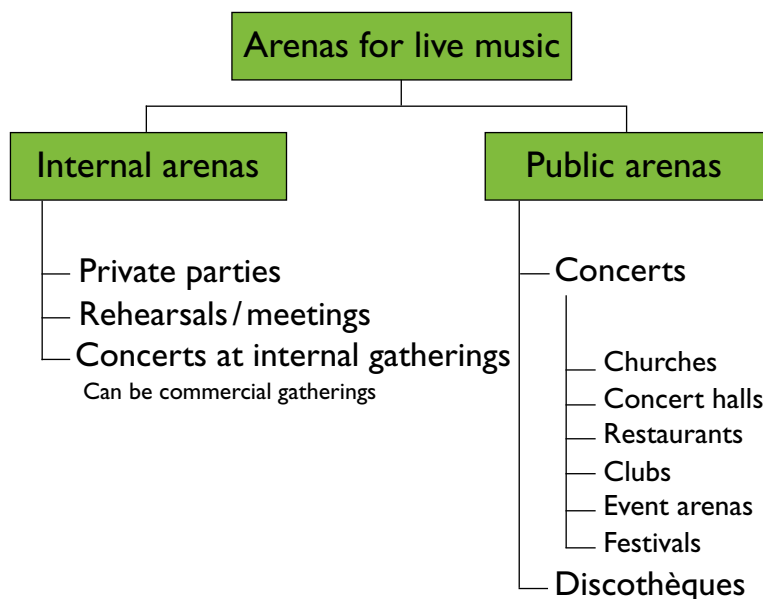 Arenas for live music
Internal arenas
Private parties
Rehearsals/meetings
Concerts at internal gatherings
Can be commercial gatherings
Public arenas
Concerts
Churches
Concert halls
Restaurants
Clubs
Event arenas
Festivals
Discothèques